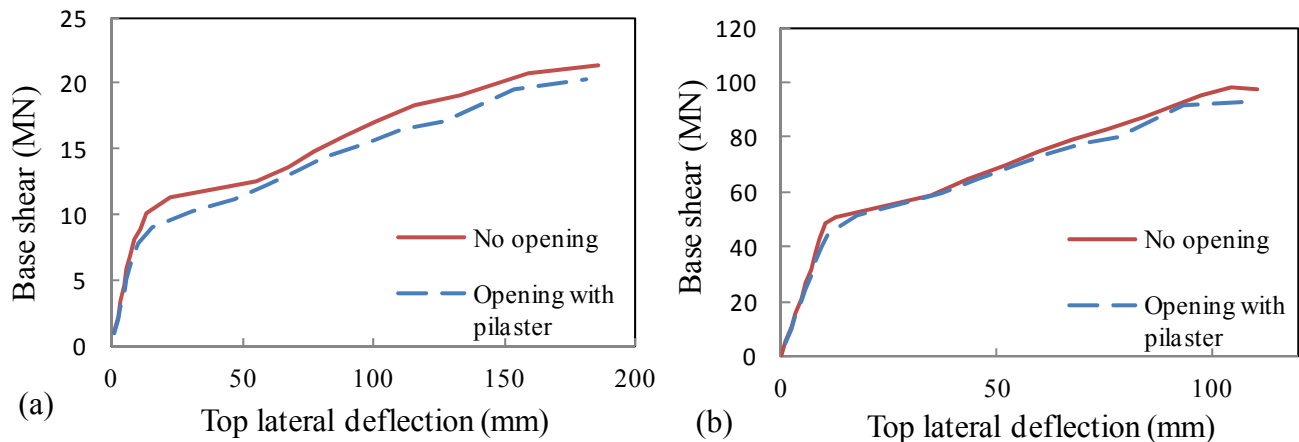 25
20
15
10
5
0
Base shear (MN)
No opening
Opening with
pilaster
0
50
100
150
200
(a)
Top lateral deflection (mm)
120
100
80
60
40
20
0
Base shear (MN)
No opening
Opening with
pilaster
0
50
100
(b)
Top lateral deflection (mm)